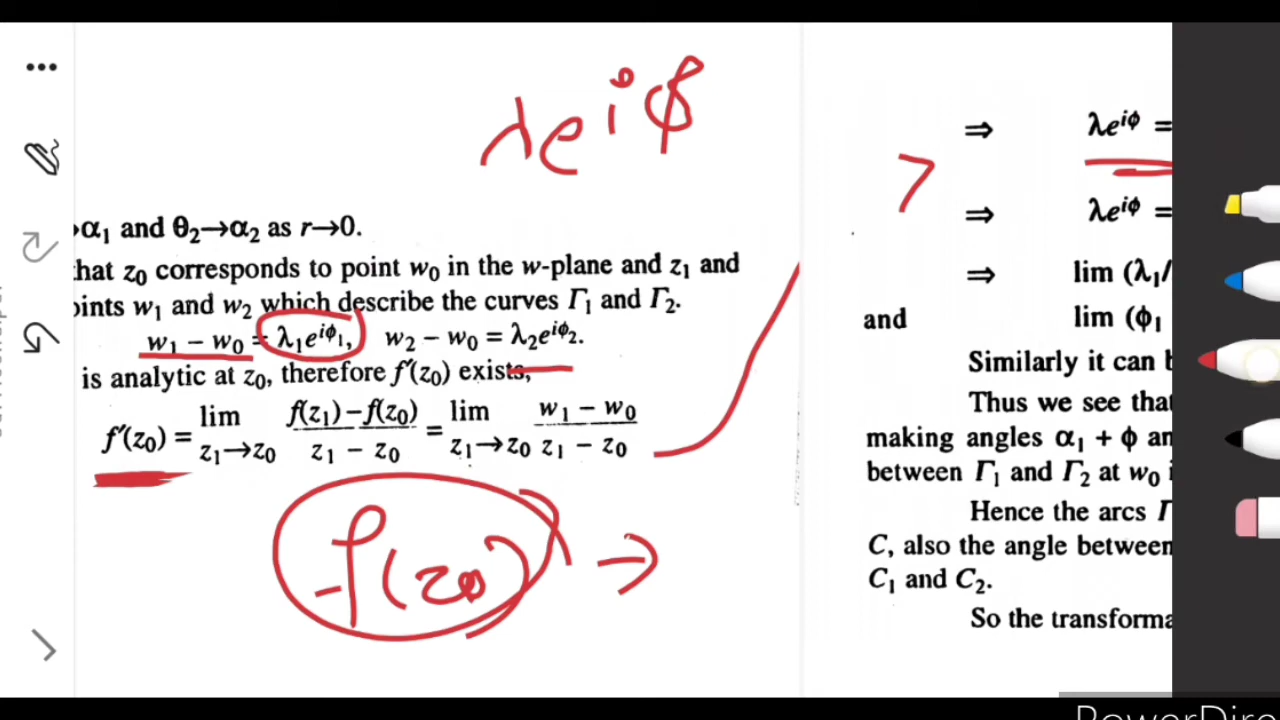 λe^{iϕ}
α₁ and θ₂→α₂ as r→0.
that z₀ corresponds to point w₀ in the w-plane and z₁ and
oints w₁ and w₂ which describe the curves Γ₁ and Γ₂.
w₁ − w₀ = λ₁e^{iϕ₁}, w₂ − w₀ = λ₂e^{iϕ₂}.
is analytic at z₀, therefore f′(z₀) exists,
f′(z₀) = lim_{z₁→z₀} (f(z₁)−f(z₀))/(z₁ − z₀) = lim_{z₁→z₀} (w₁ − w₀)/(z₁ − z₀)
f(z₀) →
⇒ λe^{iϕ} =
⇒ λe^{iϕ} =
⇒ lim (λ₁/
and lim (ϕ₁
Similarly it can b
Thus we see tha
making angles α₁ + ϕ an
between Γ₁ and Γ₂ at w₀ i
Hence the arcs Γ
C, also the angle between
C₁ and C₂.
So the transforma
PowerDire